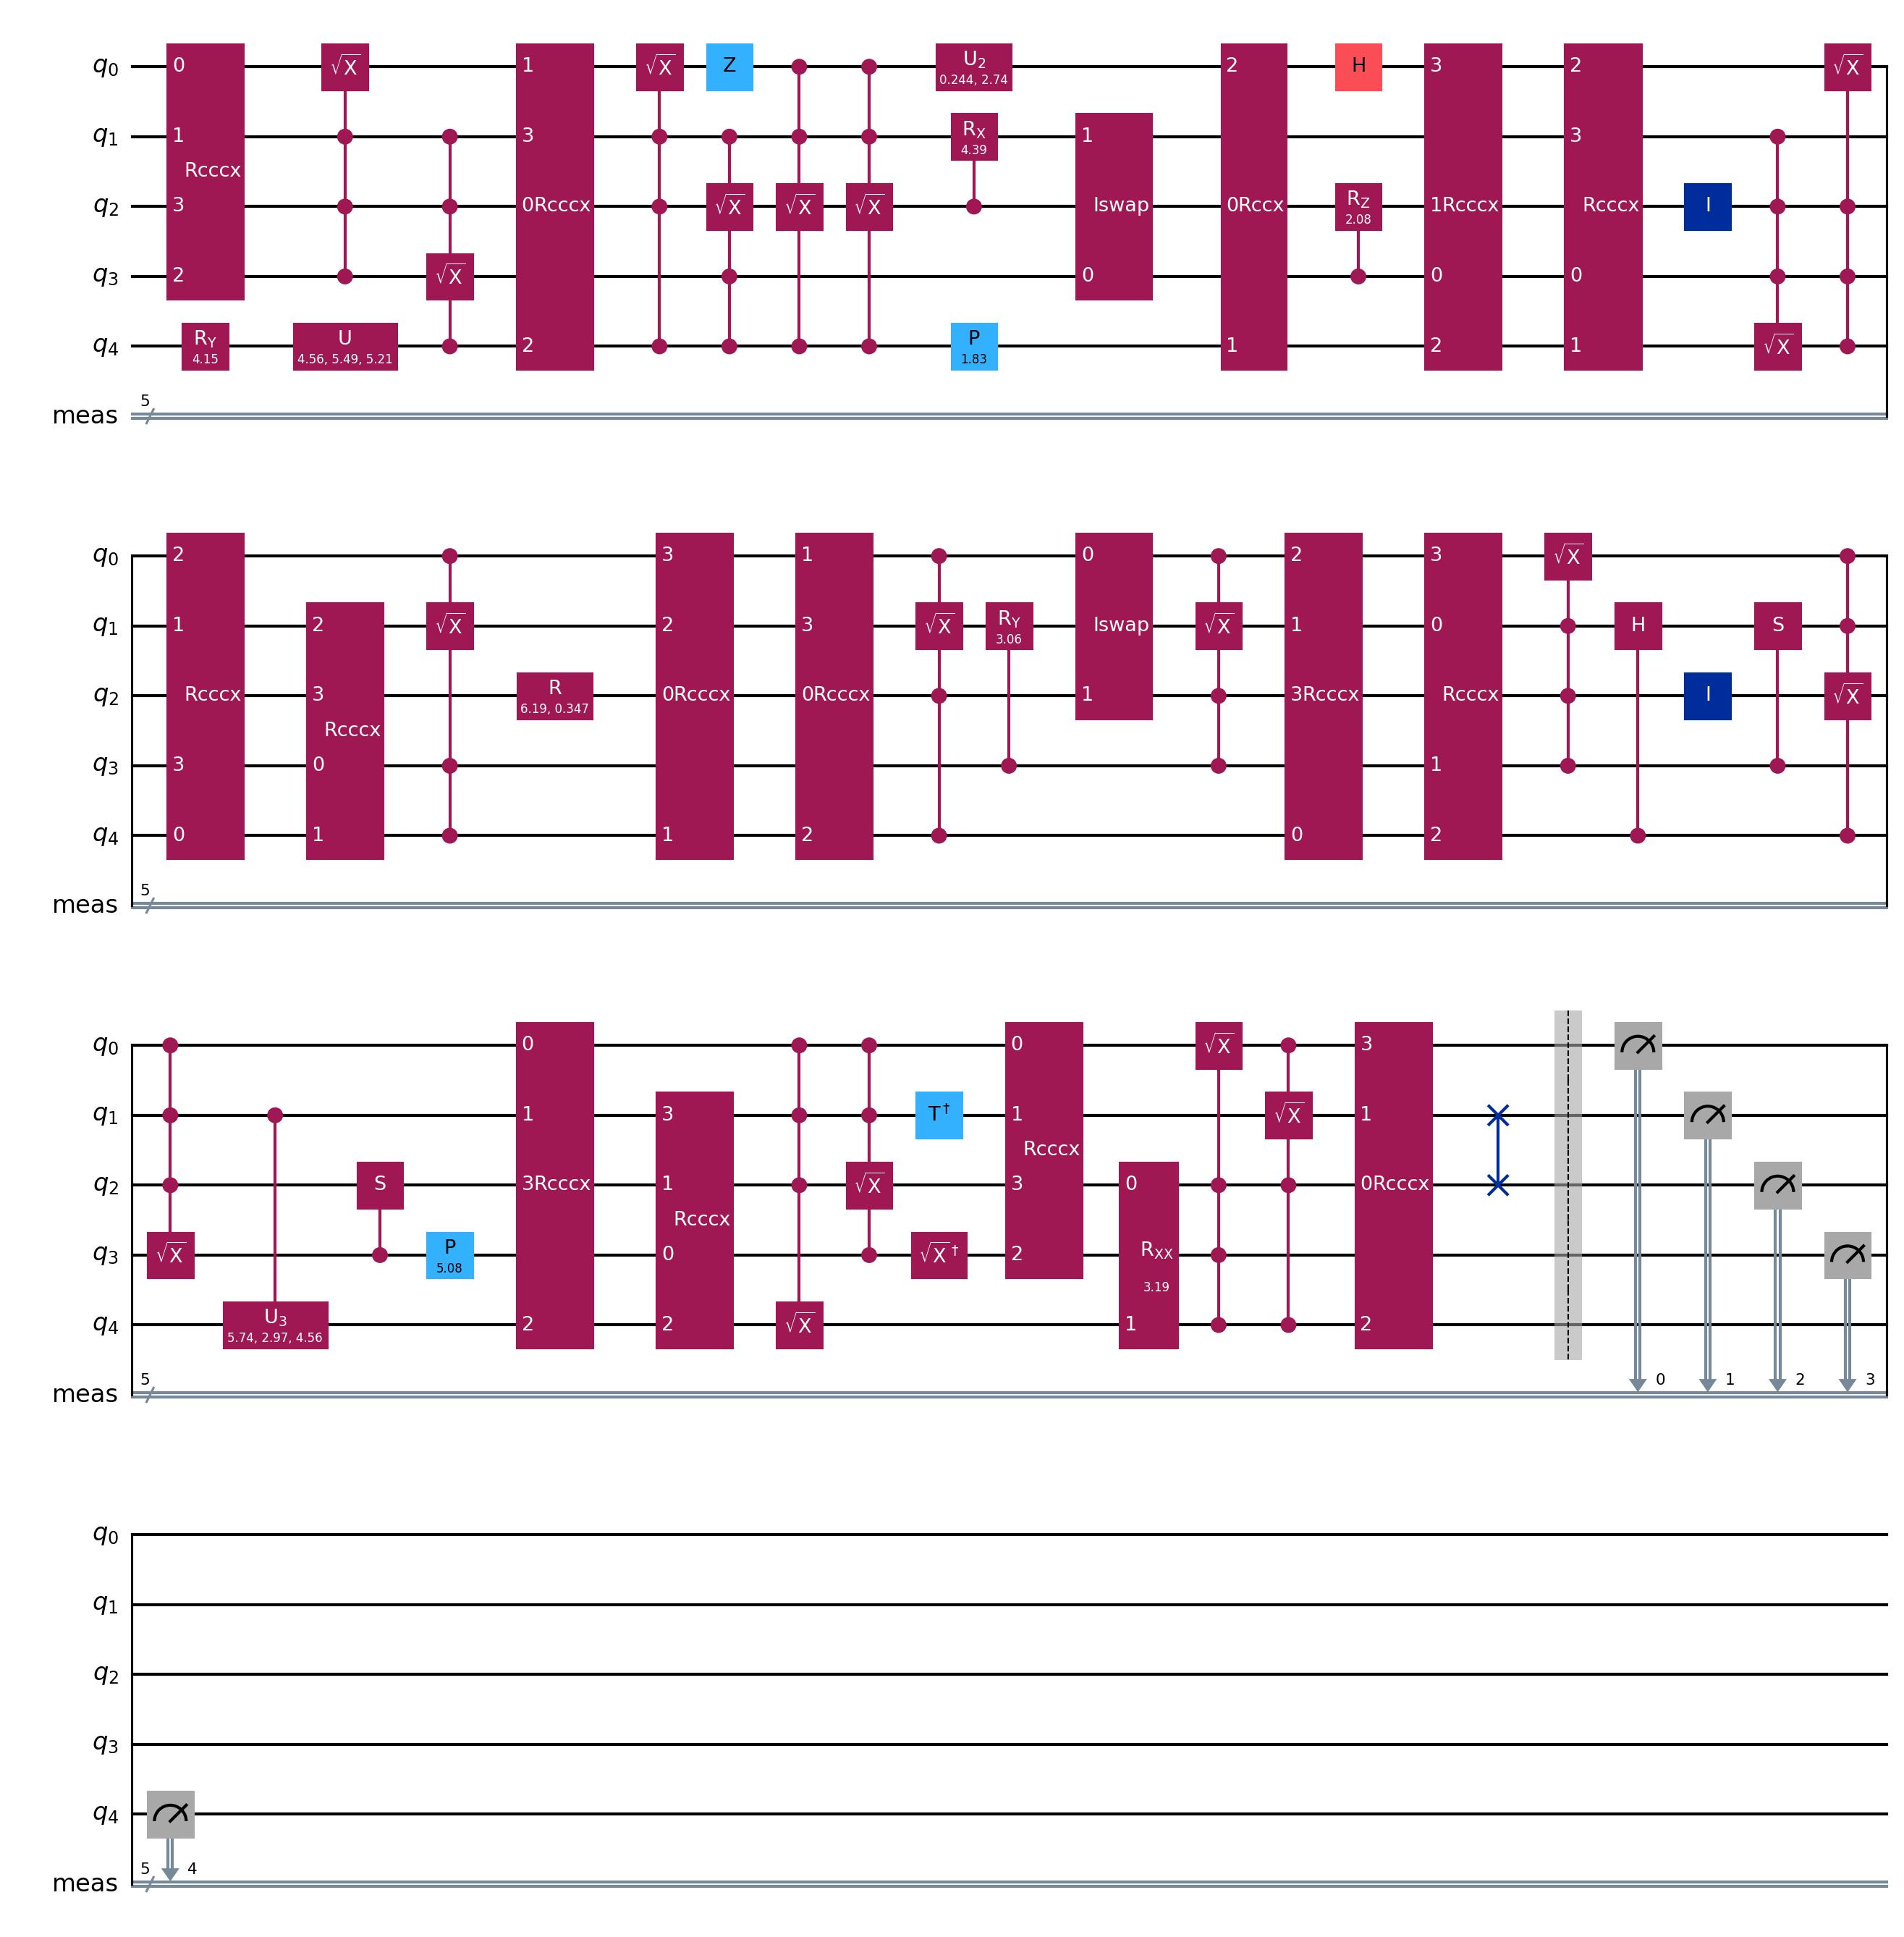 q0 0 √X 1 √X Z U2 2 H 3 2 √X
0.244, 2.74
q1 1 3 RX 1 3
4.39
Rcccx
q2 3 0Rcccx √X √X √X Iswap 0Rccx RZ 1Rcccx Rcccx I
2.08
q3 2 √X 0 0 0
q4 RY U 2 P 1 2 1 √X
4.15 4.56, 5.49, 5.21 1.83
meas 5
q0 2 3 1 0 2 3 √X
q1 1 2 √X 2 3 √X RY Iswap √X 1 0 H S
3.06
q2 Rcccx 3 R 0Rcccx 0Rcccx 1 3Rcccx Rcccx I √X
6.19, 0.347
Rcccx
q3 3 0 1
q4 0 1 1 2 0 2
meas 5
q0 0 0 √X 3
q1 1 3 T† 1 √X 1
Rcccx
q2 S 3Rcccx 1 √X 3 0 0Rcccx
Rcccx
q3 √X P 0 √X† 2 RXX
5.08 3.19
q4 U3 2 2 √X 1 2
5.74, 2.97, 4.56
meas 5 0 1 2 3
q0
q1
q2
q3
q4
meas 5 4